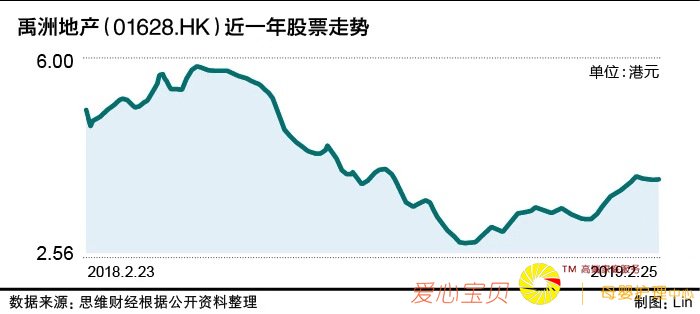 禹洲地产(01628.HK)近一年股票走势
6.00
单位:港元
2.56
2018.2.23
2019.2.25
TM
数据来源:思维财经根据公开资料整理
爱心宝贝
制图:Lin